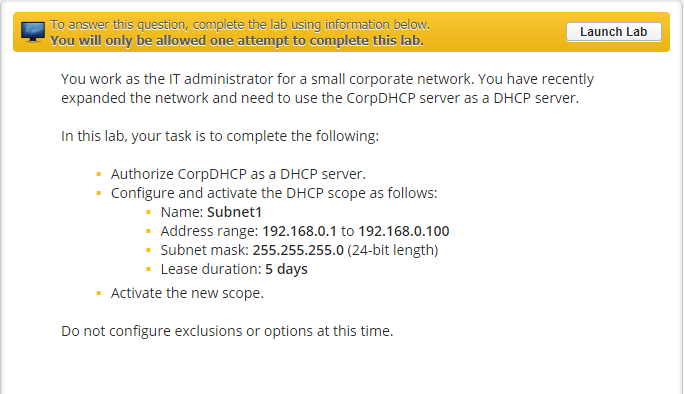 To answer this question, complete the lab using information below.
You will only be allowed one attempt to complete this lab.
Launch Lab
You work as the IT administrator for a small corporate network. You have recently
expanded the network and need to use the CorpDHCP server as a DHCP server.
In this lab, your task is to complete the following:
Authorize CorpDHCP as a DHCP server.
Configure and activate the DHCP scope as follows:
Name: Subnet1
Address range: 192.168.0.1 to 192.168.0.100
Subnet mask: 255.255.255.0 (24-bit length)
Lease duration: 5 days
Activate the new scope.
Do not configure exclusions or options at this time.